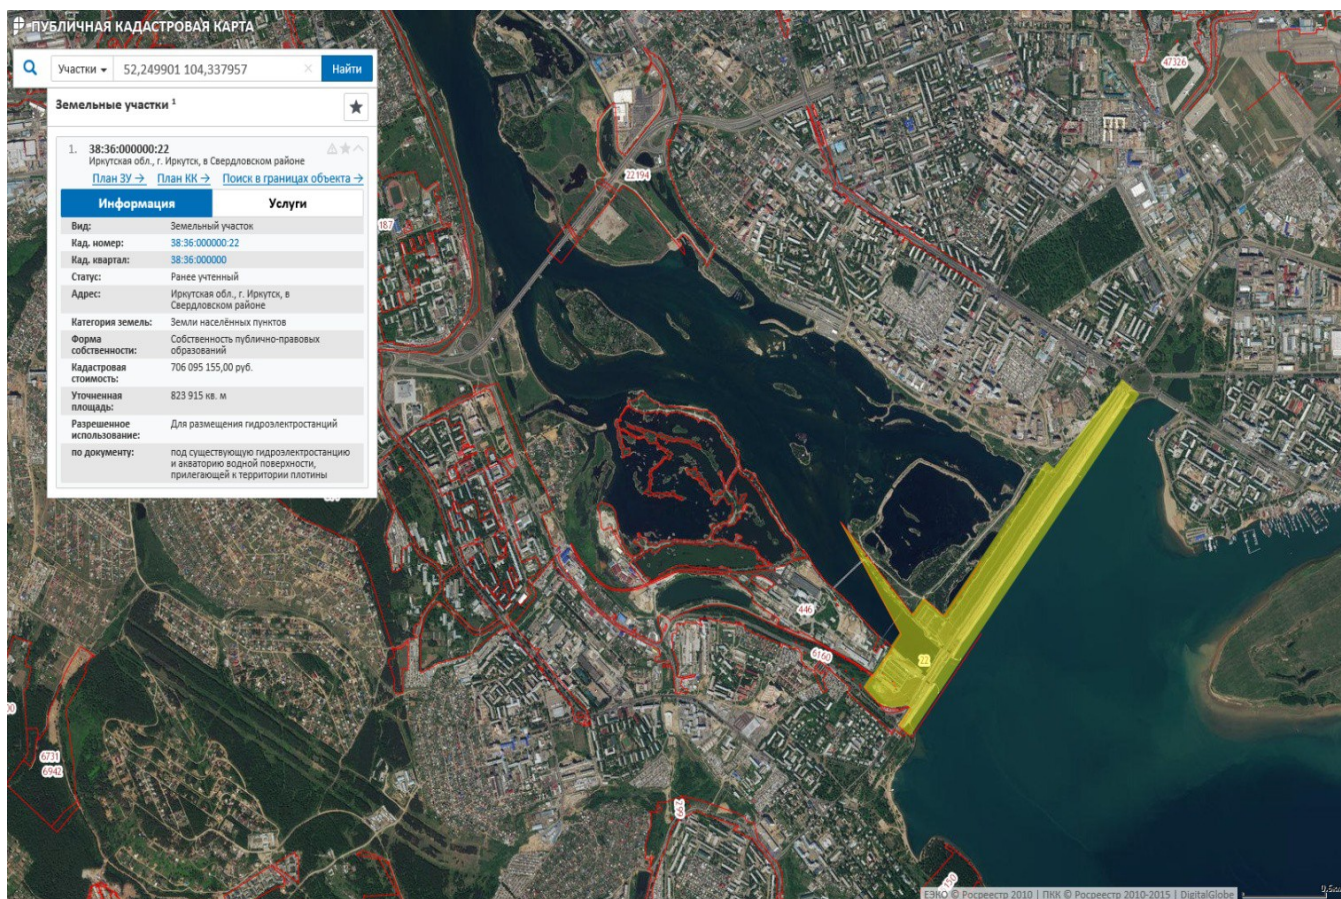 ПУБЛИЧНАЯ КАДАСТРОВАЯ КАРТА
Участки 52,249901 104,337957 × Найти
Земельные участки 1
1. 38:36:000000:22
Иркутская обл., г. Иркутск, в Свердловском районе
План ЗУ → План КК → Поиск в границах объекта →
Информация Услуги
Вид: Земельный участок
Кад. номер: 38:36:000000:22
Кад. квартал: 38:36:000000
Статус: Ранее учтенный
Адрес: Иркутская обл., г. Иркутск, в
Свердловском районе
Категория земель: Земли населённых пунктов
Форма Собственность публично-правовых
собственности: образований
Кадастровая 706 095 155,00 руб.
стоимость:
Уточненная 823 915 кв. м
площадь:
Разрешенное Для размещения гидроэлектростанций
использование:
по документу: под существующую гидроэлектростанцию
и акваторию водной поверхности,
прилегающей к территории плотины
47326
22194
187
446
6160
22
6731
6942
299
350
ЕЭКО © Росреестр 2010 | ПКК © Росреестр 2010-2015 | DigitalGlobe